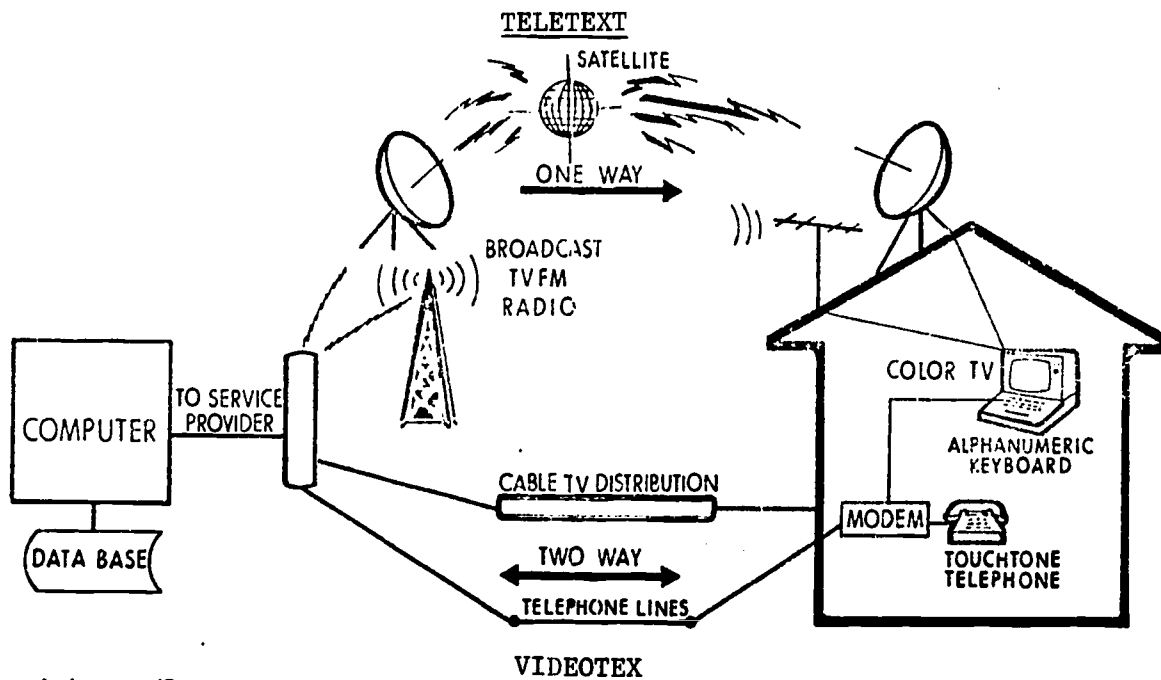 TELETEXT
SATELLITE
ONE WAY
BROADCAST
TV FM
RADIO
COMPUTER
TO SERVICE
PROVIDER
DATA BASE
COLOR TV
ALPHANUMERIC
KEYBOARD
CABLE TV DISTRIBUTION
MODEM
TWO WAY
TOUCHTONE
TELEPHONE
TELEPHONE LINES
VIDEOTEX